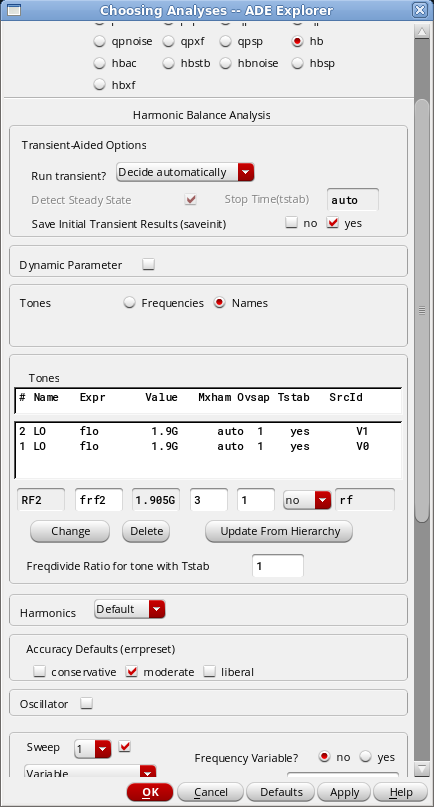 Choosing Analyses -- ADE Explorer
qpnoise qpxf qpsp hb
hbac hbstb hbnoise hbsp
hbxf
Harmonic Balance Analysis
Transient-Aided Options
Run transient? Decide automatically
Detect Steady State Stop Time(tstab) auto
Save Initial Transient Results (saveinit) no yes
Dynamic Parameter
Tones Frequencies Names
Tones
# Name Expr Value Mxham Ovsap Tstab SrcId
2 LO flo 1.9G auto 1 yes V1
1 LO flo 1.9G auto 1 yes V0
RF2 frf2 1.905G 3 1 no rf
Change Delete Update From Hierarchy
Freqdivide Ratio for tone with Tstab 1
Harmonics Default
Accuracy Defaults (errpreset)
conservative moderate liberal
Oscillator
Sweep 1 Frequency Variable? no yes
Variable
OK Cancel Defaults Apply Help